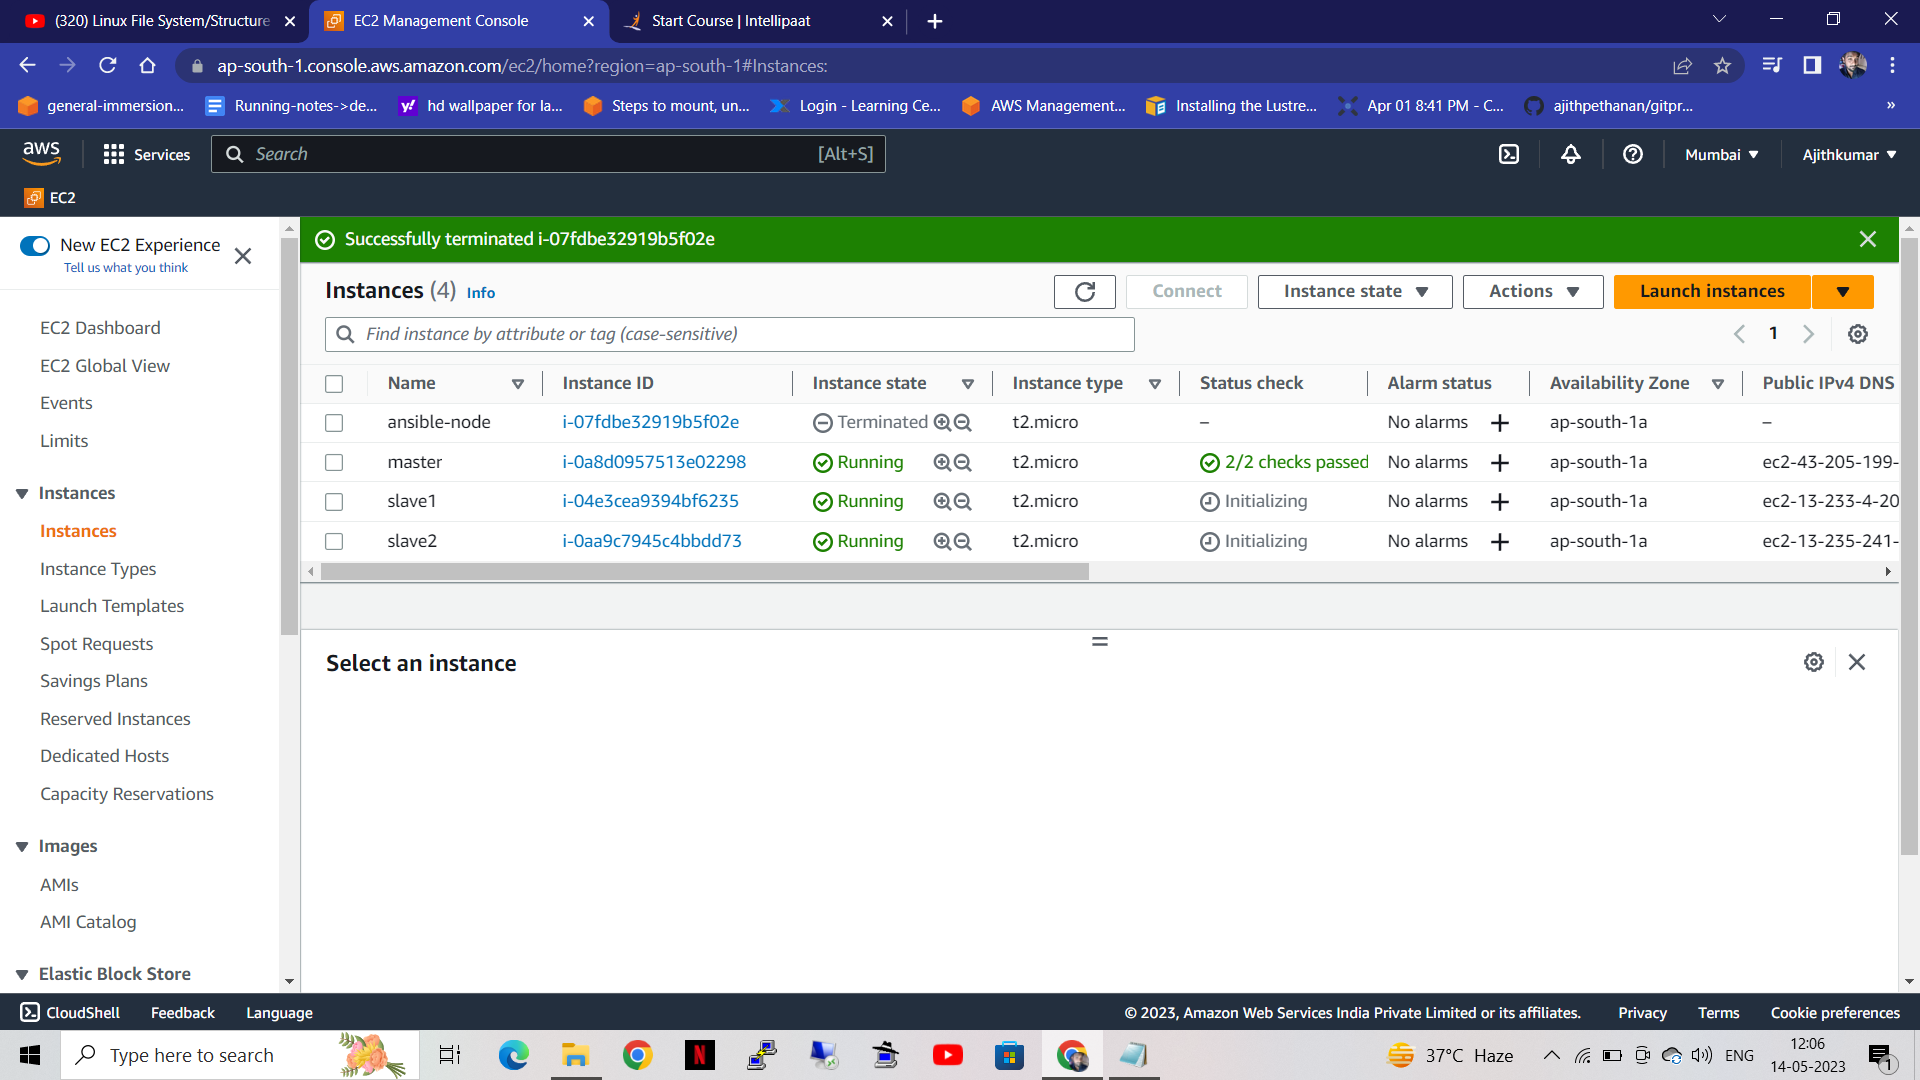 (320) Linux File System/Structure
EC2 Management Console
Start Course | Intellipaat
ap-south-1.console.aws.amazon.com/ec2/home?region=ap-south-1#Instances:
general-immersion...
Running-notes->de...
hd wallpaper for la...
Steps to mount, un...
Login - Learning Ce...
AWS Management...
Installing the Lustre...
Apr 01 8:41 PM - C...
ajithpethanan/gitpr...
»
aws
Services
Search
[Alt+S]
Mumbai
Ajithkumar
EC2
New EC2 Experience
Tell us what you think
EC2 Dashboard
EC2 Global View
Events
Limits
Instances
Instances
Instance Types
Launch Templates
Spot Requests
Savings Plans
Reserved Instances
Dedicated Hosts
Capacity Reservations
Images
AMIs
AMI Catalog
Elastic Block Store
Successfully terminated i-07fdbe32919b5f02e
Instances (4) Info
Connect
Instance state
Actions
Launch instances
Find instance by attribute or tag (case-sensitive)
1
Name Instance ID Instance state Instance type Status check Alarm status Availability Zone Public IPv4 DNS
ansible-node i-07fdbe32919b5f02e Terminated t2.micro – No alarms + ap-south-1a –
master i-0a8d0957513e02298 Running t2.micro 2/2 checks passed No alarms + ap-south-1a ec2-43-205-199-
slave1 i-04e3cea9394bf6235 Running t2.micro Initializing No alarms + ap-south-1a ec2-13-233-4-20
slave2 i-0aa9c7945c4bbdd73 Running t2.micro Initializing No alarms + ap-south-1a ec2-13-235-241-
Select an instance
CloudShell
Feedback
Language
© 2023, Amazon Web Services India Private Limited or its affiliates.
Privacy
Terms
Cookie preferences
Type here to search
37°C Haze
ENG
12:06
14-05-2023
1